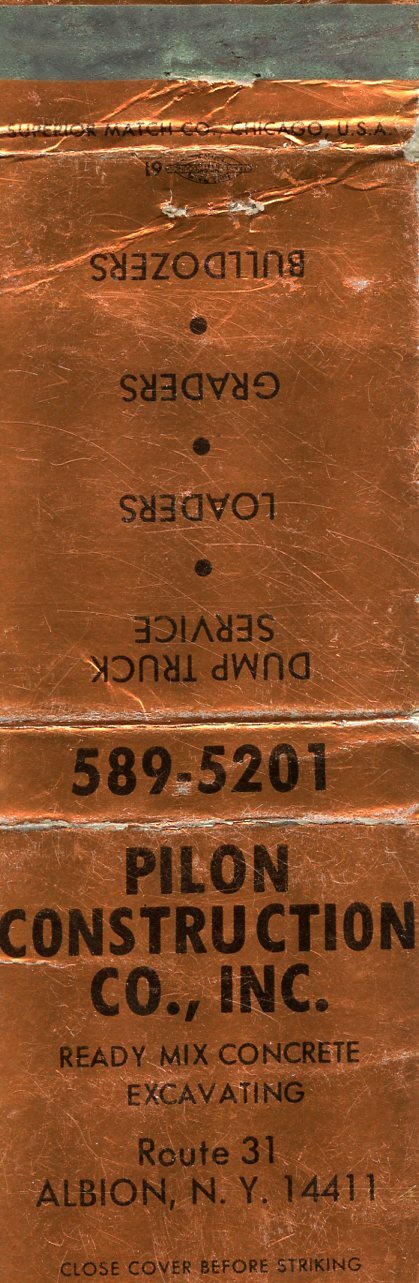 SUPERIOR MATCH CO., CHICAGO, U.S.A.
19
DUMP TRUCK
SERVICE
•
LOADERS
•
GRADERS
•
BULLDOZERS
589-5201
PILON
CONSTRUCTION
CO., INC.
READY MIX CONCRETE
EXCAVATING
Route 31
ALBION, N. Y. 14411
CLOSE COVER BEFORE STRIKING